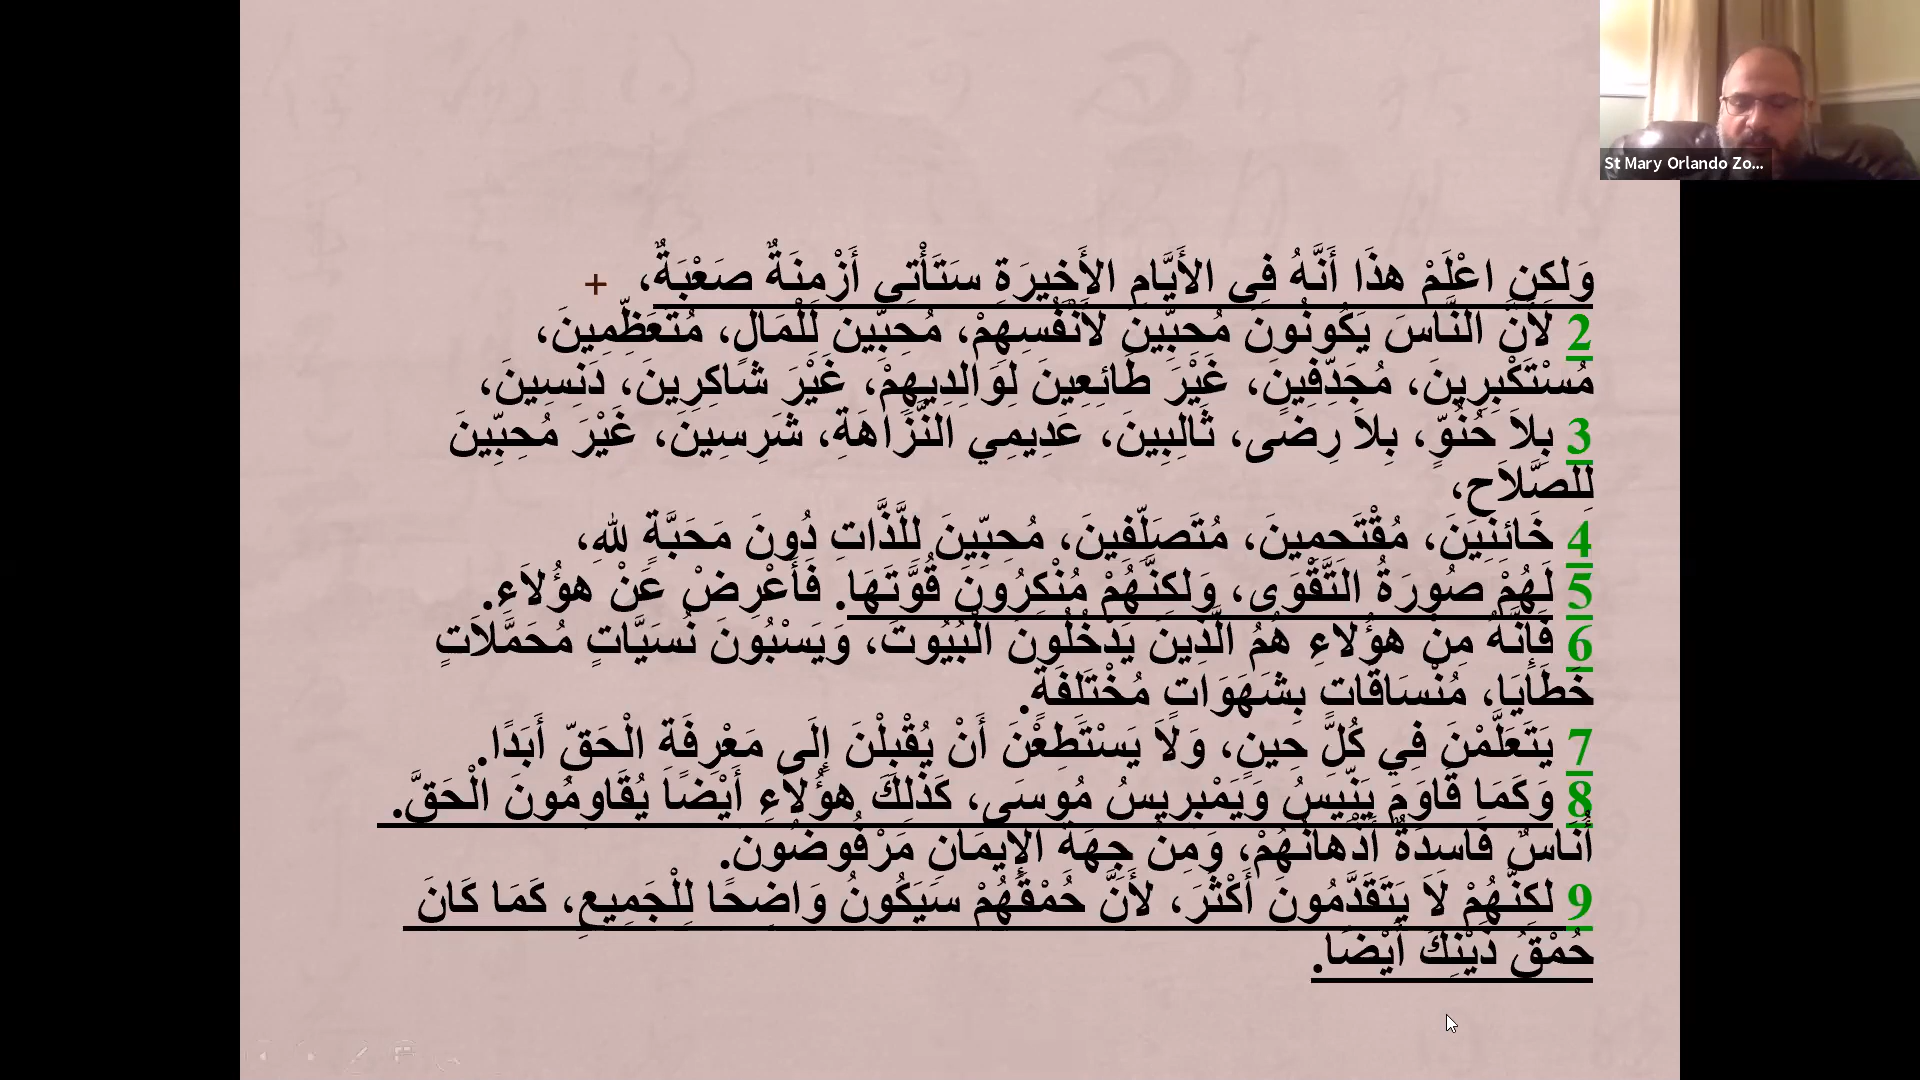 St Mary Orlando Zo...
+ وَلكِنِ اعْلَمْ هذَا أَنَّهُ فِي الأَيَّامِ الأَخِيرَةِ سَتَأْتِي أَزْمِنَةٌ صَعْبَةٌ،
2 لأَنَّ النَّاسَ يَكُونُونَ مُحِبِّينَ لأَنْفُسِهِمْ، مُحِبِّينَ لِلْمَالِ، مُتَعَظِّمِينَ،
مُسْتَكْبِرِينَ، مُجَدِّفِينَ، غَيْرَ طَائِعِينَ لِوَالِدِيهِمْ، غَيْرَ شَاكِرِينَ، دَنِسِينَ،
3 بِلاَ حُنُوٍّ، بِلاَ رِضًى، ثَالِبِينَ، عَدِيمِي النَّزَاهَةِ، شَرِسِينَ، غَيْرَ مُحِبِّينَ
لِلصَّلاَحِ،
4 خَائِنِينَ، مُقْتَحِمِينَ، مُتَصَلِّفِينَ، مُحِبِّينَ لِلَّذَّاتِ دُونَ مَحَبَّةٍ للهِ،
5 لَهُمْ صُورَةُ التَّقْوَى، وَلكِنَّهُمْ مُنْكِرُونَ قُوَّتَهَا. فَأَعْرِضْ عَنْ هؤُلاَءِ.
6 فَإِنَّهُ مِنْ هؤُلاَءِ هُمُ الَّذِينَ يَدْخُلُونَ الْبُيُوتَ، وَيَسْبُونَ نُسَيَّاتٍ مُحَمَّلاَتٍ
خَطَايَا، مُنْسَاقَاتٍ بِشَهَوَاتٍ مُخْتَلِفَةٍ.
7 يَتَعَلَّمْنَ فِي كُلِّ حِينٍ، وَلاَ يَسْتَطِعْنَ أَنْ يُقْبِلْنَ إِلَى مَعْرِفَةِ الْحَقِّ أَبَدًا.
8 وَكَمَا قَاوَمَ يَنِّيسُ وَيَمْبِرِيسُ مُوسَى، كَذلِكَ هؤُلاَءِ أَيْضًا يُقَاوِمُونَ الْحَقَّ.
أُنَاسٌ فَاسِدَةٌ أَذْهَانُهُمْ، وَمِنْ جِهَةِ الإِيمَانِ مَرْفُوضُونَ.
9 لكِنَّهُمْ لاَ يَتَقَدَّمُونَ أَكْثَرَ، لأَنَّ حُمْقَهُمْ سَيَكُونُ وَاضِحًا لِلْجَمِيعِ، كَمَا كَانَ
حُمْقُ ذَيْنِكَ أَيْضًا.